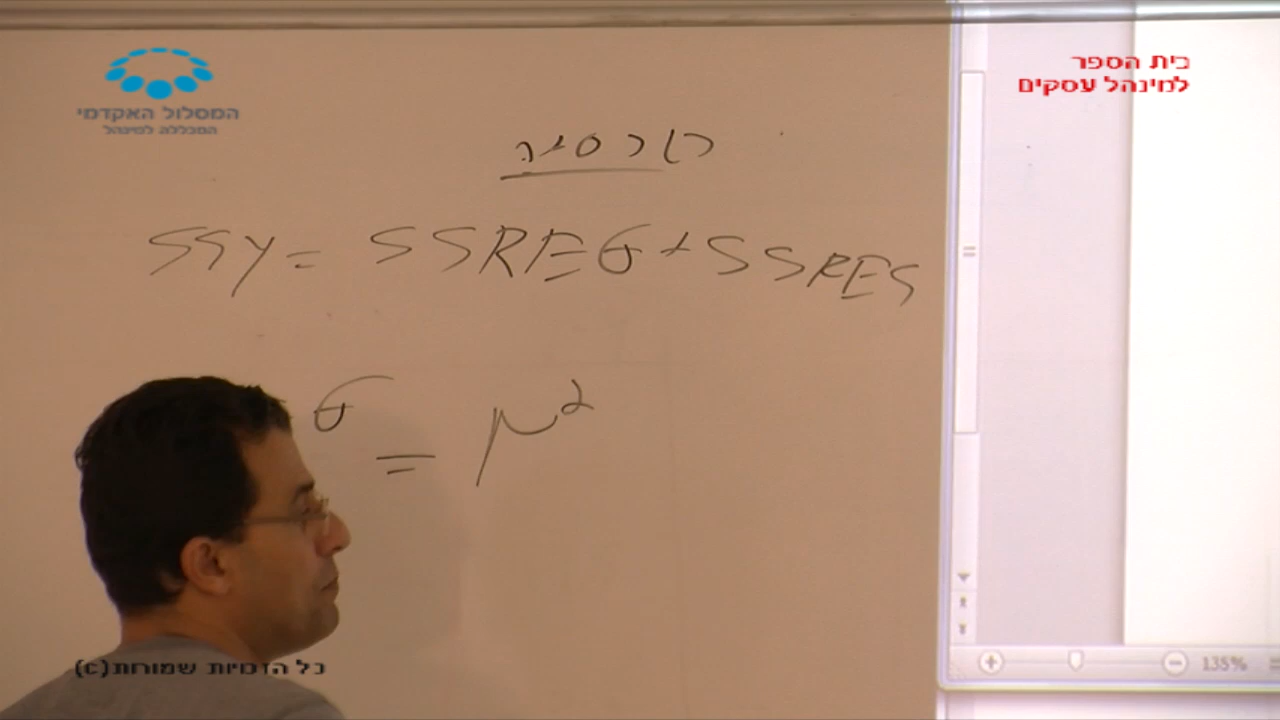 המסלול האקדמי
המכללה למינהל
בית הספר
למינהל עסקים
רגרסיה
SSY = SSREG + SSRES
G = r²
כל הזכויות שמורות(c)
135%